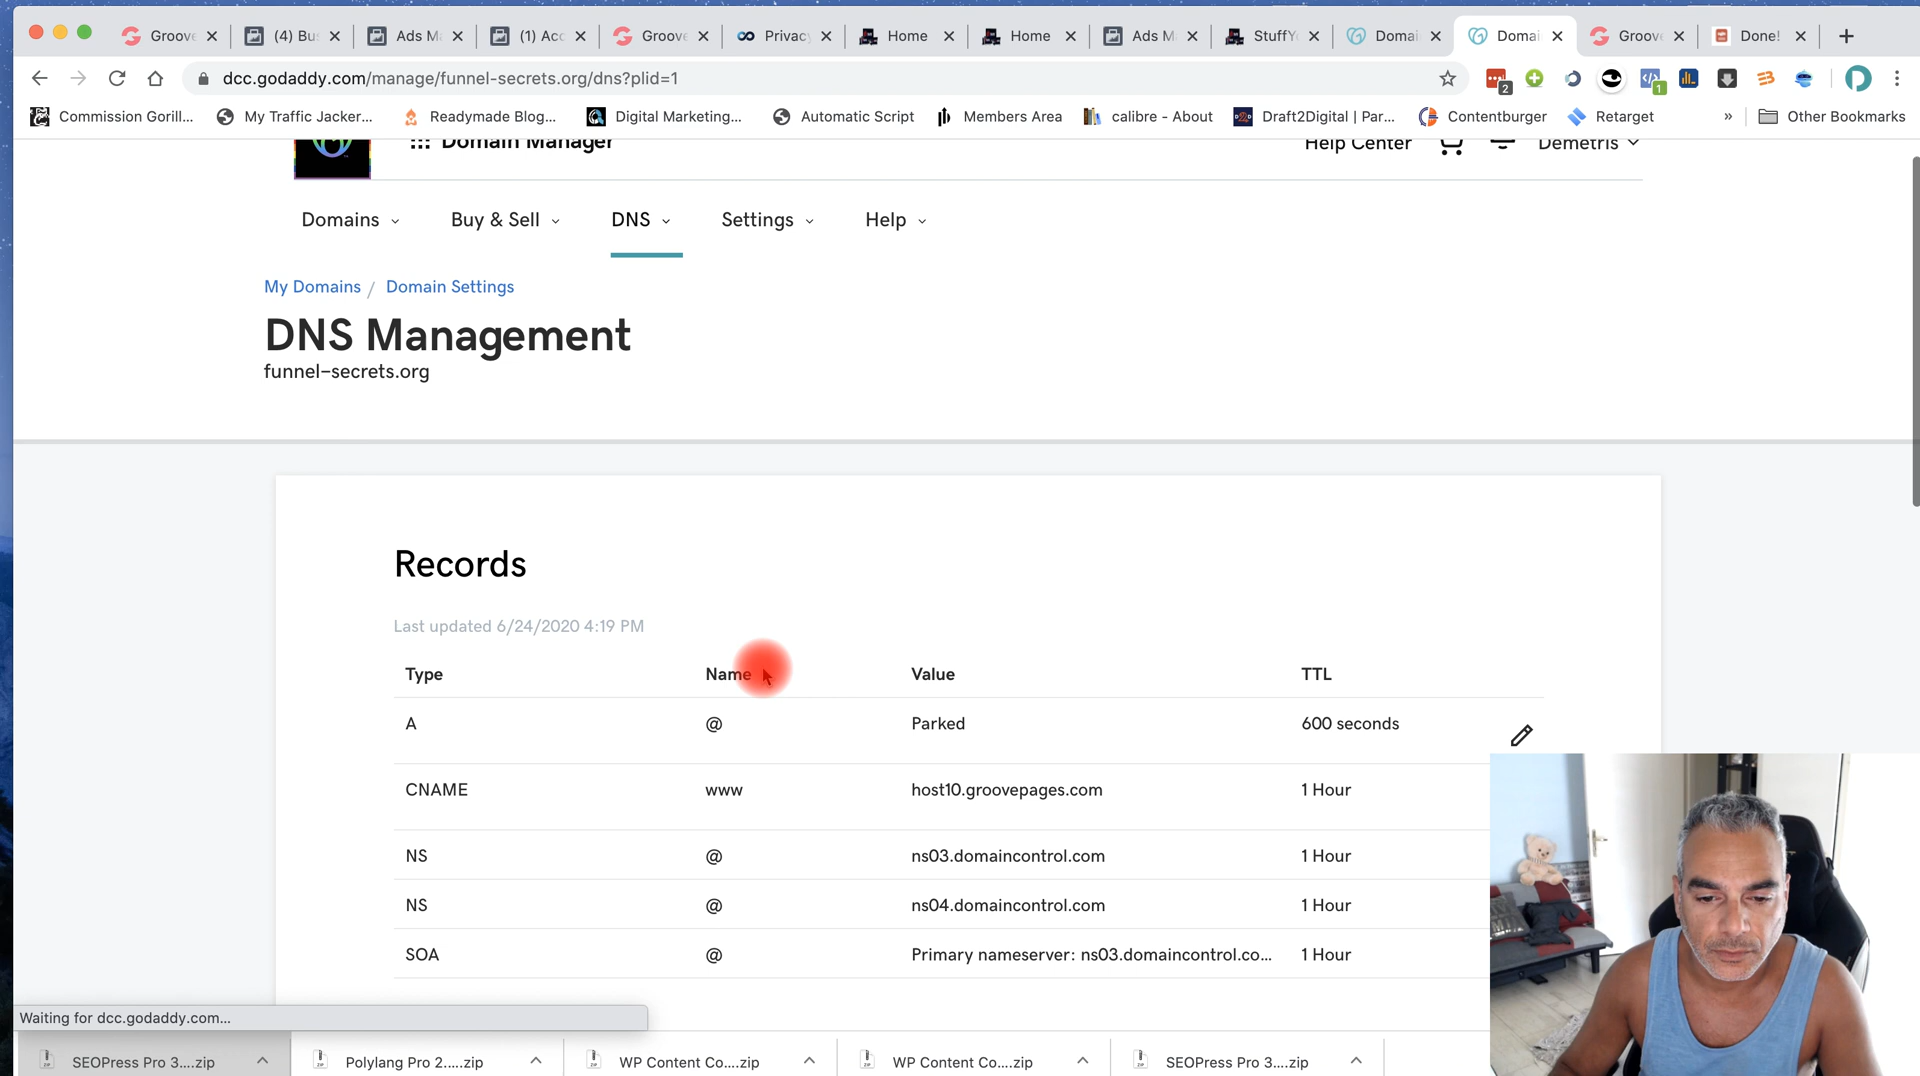 Groove (4) Bu: Ads M (1) Acc Groove Privac Home Home Ads M StuffY Domai Domai Groove Done!
dcc.godaddy.com/manage/funnel-secrets.org/dns?plid=1
2 1
Commission Gorill... My Traffic Jacker... Readymade Blog... Digital Marketing... Automatic Script Members Area calibre - About Draft2Digital | Par... Contentburger Retarget » Other Bookmarks
Domain Manager Help Center Demetris
Domains Buy & Sell DNS Settings Help
My Domains / Domain Settings
DNS Management
funnel-secrets.org
Records
Last updated 6/24/2020 4:19 PM
Type Name Value TTL
A @ Parked 600 seconds
CNAME www host10.groovepages.com 1 Hour
NS @ ns03.domaincontrol.com 1 Hour
NS @ ns04.domaincontrol.com 1 Hour
SOA @ Primary nameserver: ns03.domaincontrol.co... 1 Hour
Waiting for dcc.godaddy.com...
SEOPress Pro 3....zip Polylang Pro 2.....zip WP Content Co....zip WP Content Co....zip SEOPress Pro 3....zip